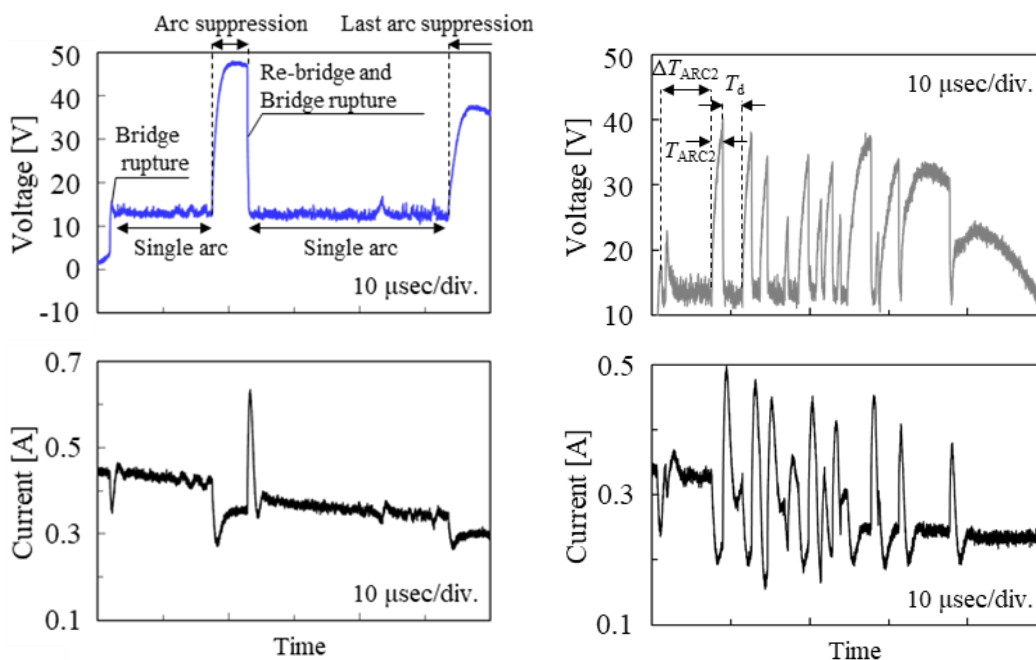 Arc suppression
Last arc suppression
50
40
30
20
10
0
-10
Voltage [V]
Bridge
rupture
Re-bridge and
Bridge rupture
Single arc
Single arc
10 μsec/div.
50
40
30
20
10
Voltage [V]
ΔTARC2
Td
TARC2
10 μsec/div.
0.7
0.5
0.3
0.1
Current [A]
10 μsec/div.
Time
0.5
0.3
0.1
Current [A]
10 μsec/div.
Time